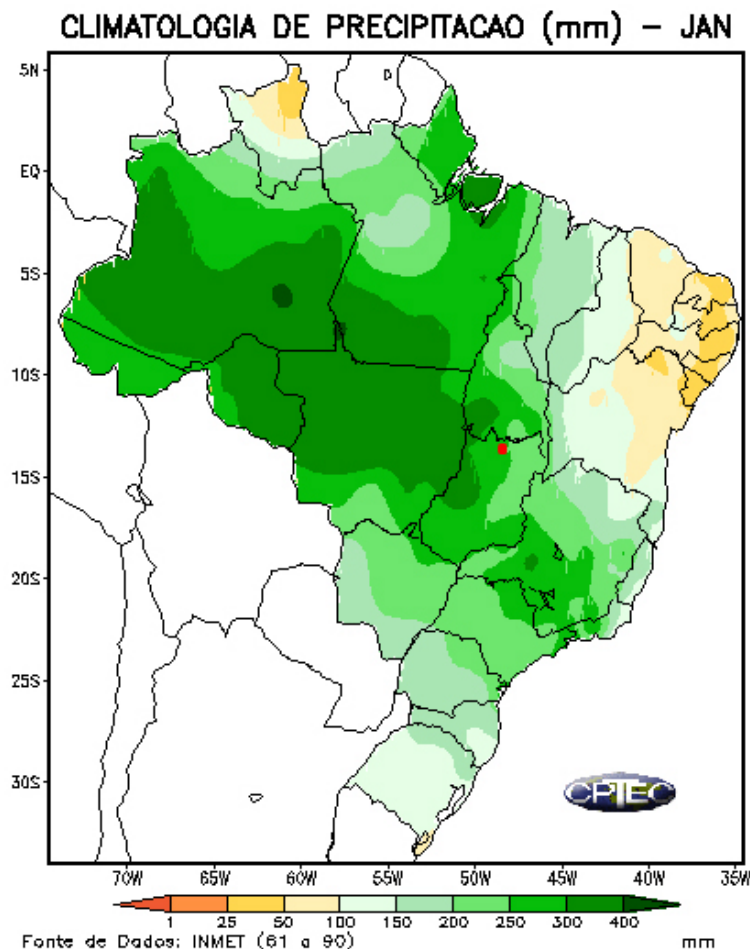 CLIMATOLOGIA DE PRECIPITACAO (mm) – JAN
5N
EQ
5S
10S
15S
20S
25S
30S
CPTEC
70W 65W 60W 55W 50W 45W 40W 35W
1 25 50 100 150 200 250 300 400
Fonte de Dados: INMET (61 a 90) mm